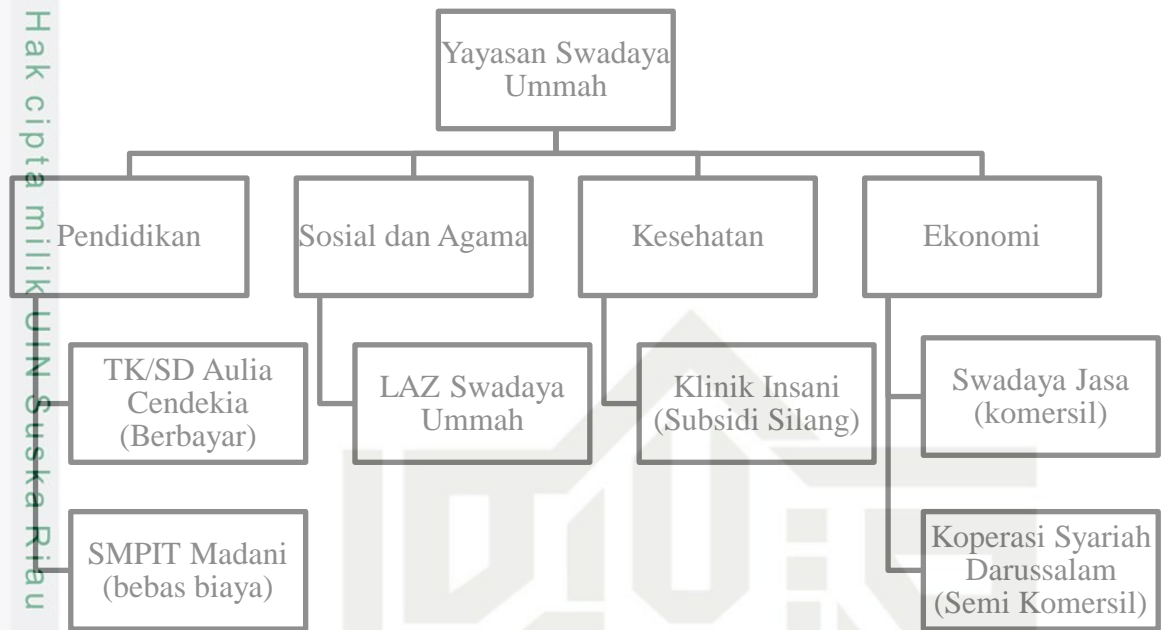 Hak cipta milik UIN Suska Riau
Yayasan Swadaya
Ummah
Pendidikan
Sosial dan Agama
Kesehatan
Ekonomi
TK/SD Aulia
Cendekia
(Berbayar)
LAZ Swadaya
Ummah
Klinik Insani
(Subsidi Silang)
Swadaya Jasa
(komersil)
SMPIT Madani
(bebas biaya)
Koperasi Syariah
Darussalam
(Semi Komersil)